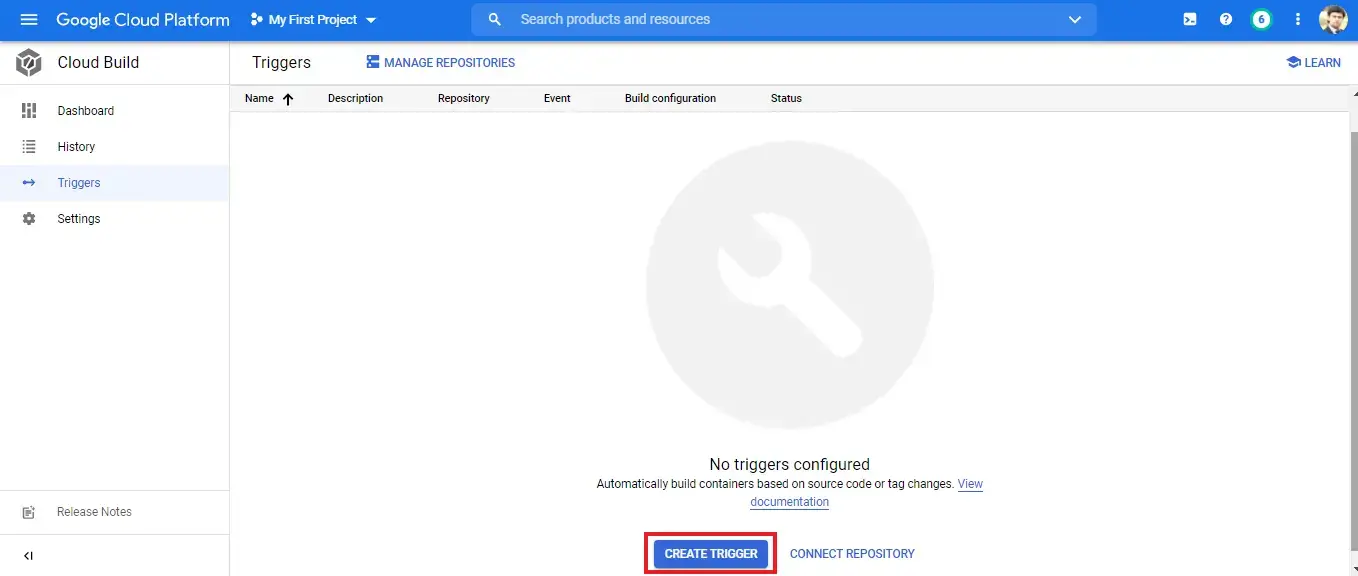 Google Cloud Platform My First Project Search products and resources 6
Cloud Build Triggers MANAGE REPOSITORIES LEARN
Name Description Repository Event Build configuration Status
Dashboard
History
Triggers
Settings
No triggers configured
Automatically build containers based on source code or tag changes. View
documentation
Release Notes
CREATE TRIGGER CONNECT REPOSITORY